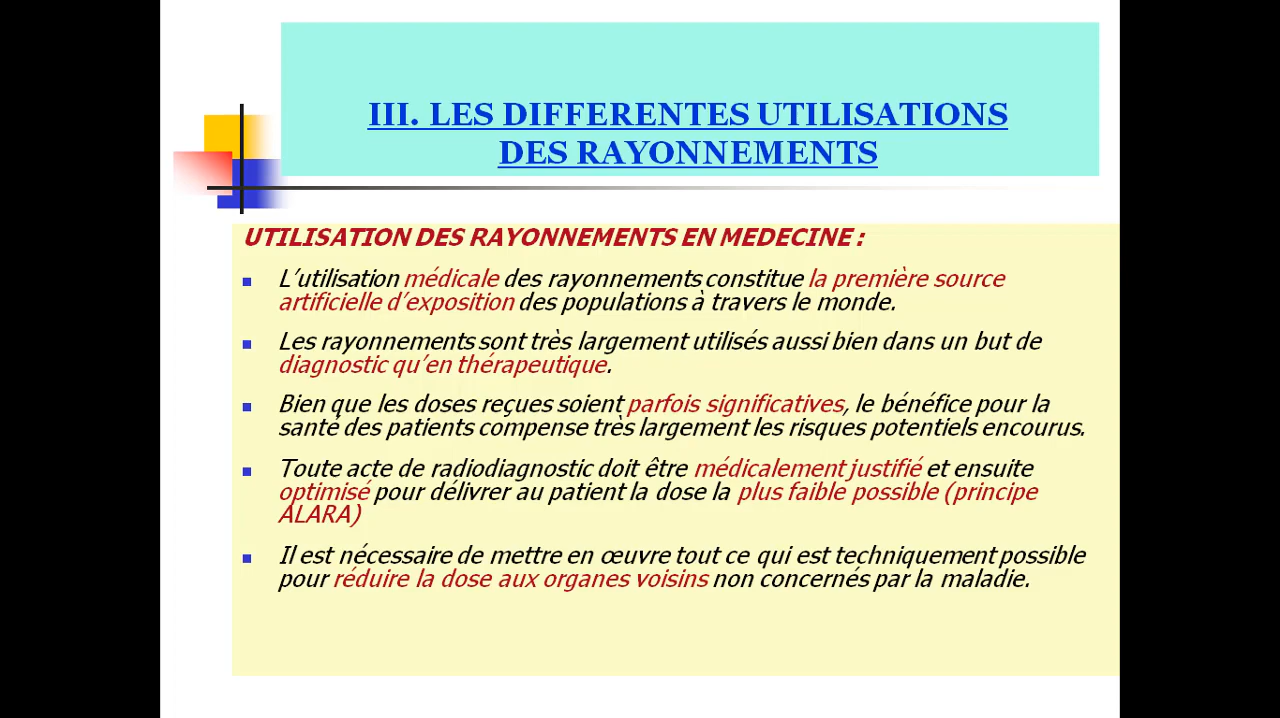 III. LES DIFFERENTES UTILISATIONS
DES RAYONNEMENTS
UTILISATION DES RAYONNEMENTS EN MEDECINE :
L'utilisation médicale des rayonnements constitue la première source
artificielle d'exposition des populations à travers le monde.
Les rayonnements sont très largement utilisés aussi bien dans un but de
diagnostic qu'en thérapeutique.
Bien que les doses reçues soient parfois significatives, le bénéfice pour la
santé des patients compense très largement les risques potentiels encourus.
Toute acte de radiodiagnostic doit être médicalement justifié et ensuite
optimisé pour délivrer au patient la dose la plus faible possible (principe
ALARA)
Il est nécessaire de mettre en œuvre tout ce qui est techniquement possible
pour réduire la dose aux organes voisins non concernés par la maladie.